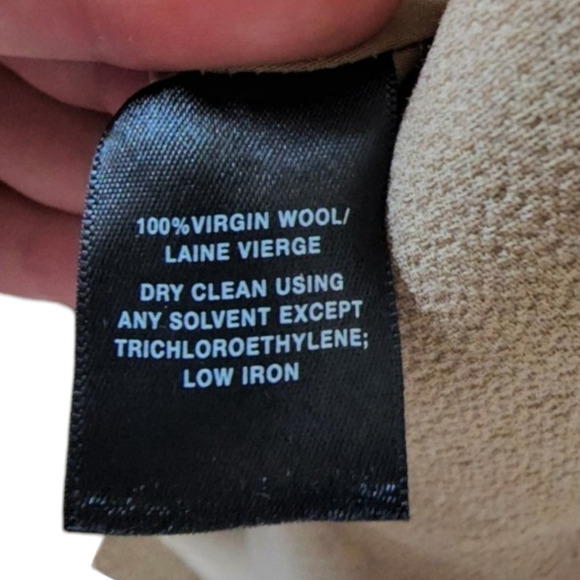 100% VIRGIN WOOL/
LAINE VIERGE
DRY CLEAN USING
ANY SOLVENT EXCEPT
TRICHLOROETHYLENE;
LOW IRON